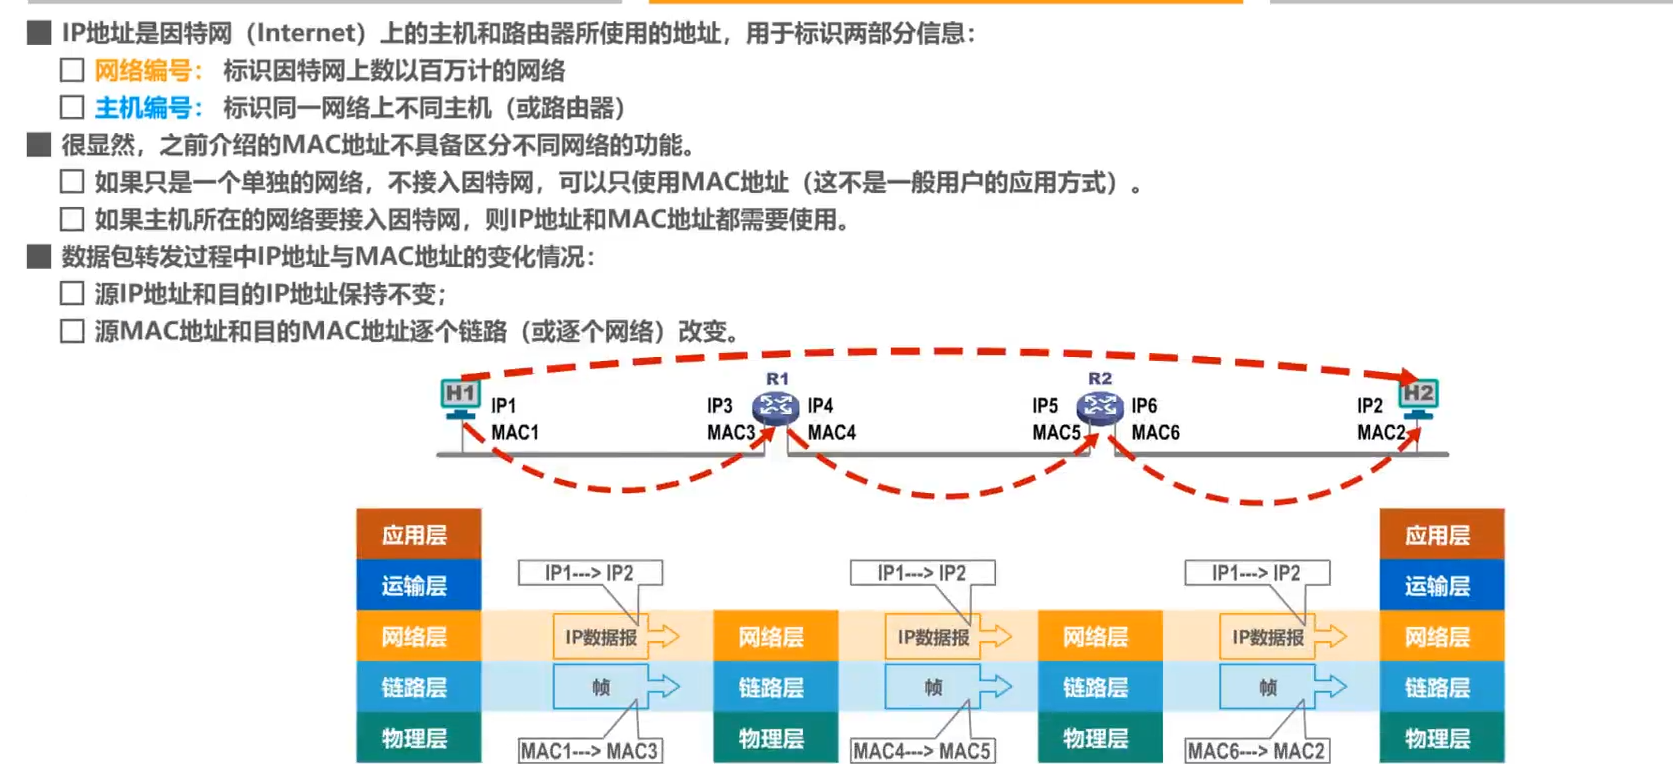 IP地址是因特网（Internet）上的主机和路由器所使用的地址，用于标识两部分信息：
网络编号： 标识因特网上数以百万计的网络
主机编号： 标识同一网络上不同主机（或路由器）
很显然，之前介绍的MAC地址不具备区分不同网络的功能。
如果只是一个单独的网络，不接入因特网，可以只使用MAC地址（这不是一般用户的应用方式）。
如果主机所在的网络要接入因特网，则IP地址和MAC地址都需要使用。
数据包转发过程中IP地址与MAC地址的变化情况：
源IP地址和目的IP地址保持不变；
源MAC地址和目的MAC地址逐个链路（或逐个网络）改变。
R1 R2
H1 H2
IP1 IP3 IP4 IP5 IP6 IP2
MAC1 MAC3 MAC4 MAC5 MAC6 MAC2
应用层 应用层
IP1---> IP2 IP1---> IP2 IP1---> IP2
运输层 运输层
网络层 IP数据报 网络层 IP数据报 网络层 IP数据报 网络层
链路层 帧 链路层 帧 链路层 帧 链路层
物理层 物理层 物理层 物理层
MAC1---> MAC3 MAC4---> MAC5 MAC6---> MAC2